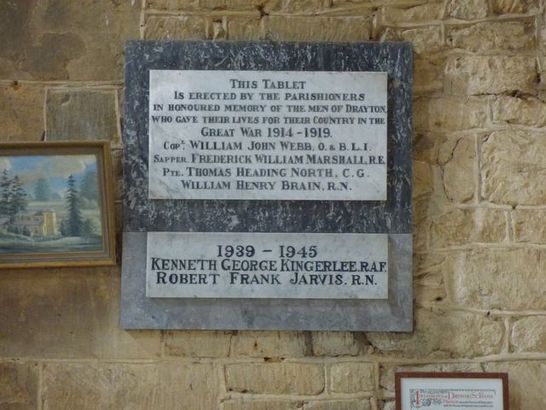 THIS TABLET
IS ERECTED BY THE PARISHIONERS
IN HONOURED MEMORY OF THE MEN OF DRAYTON,
WHO GAVE THEIR LIVES FOR THEIR COUNTRY IN THE
GREAT WAR 1914-1919.
COPL. WILLIAM JOHN WEBB, O. & B. L. I.
SAPPER. FREDERICK WILLIAM MARSHALL, R.E.
PTE. THOMAS HEADING NORTH, C. G.
WILLIAM HENRY BRAIN, R.N.
1939 – 1945
KENNETH GEORGE KINGERLEE. R.A.F.
ROBERT FRANK JARVIS. R.N.